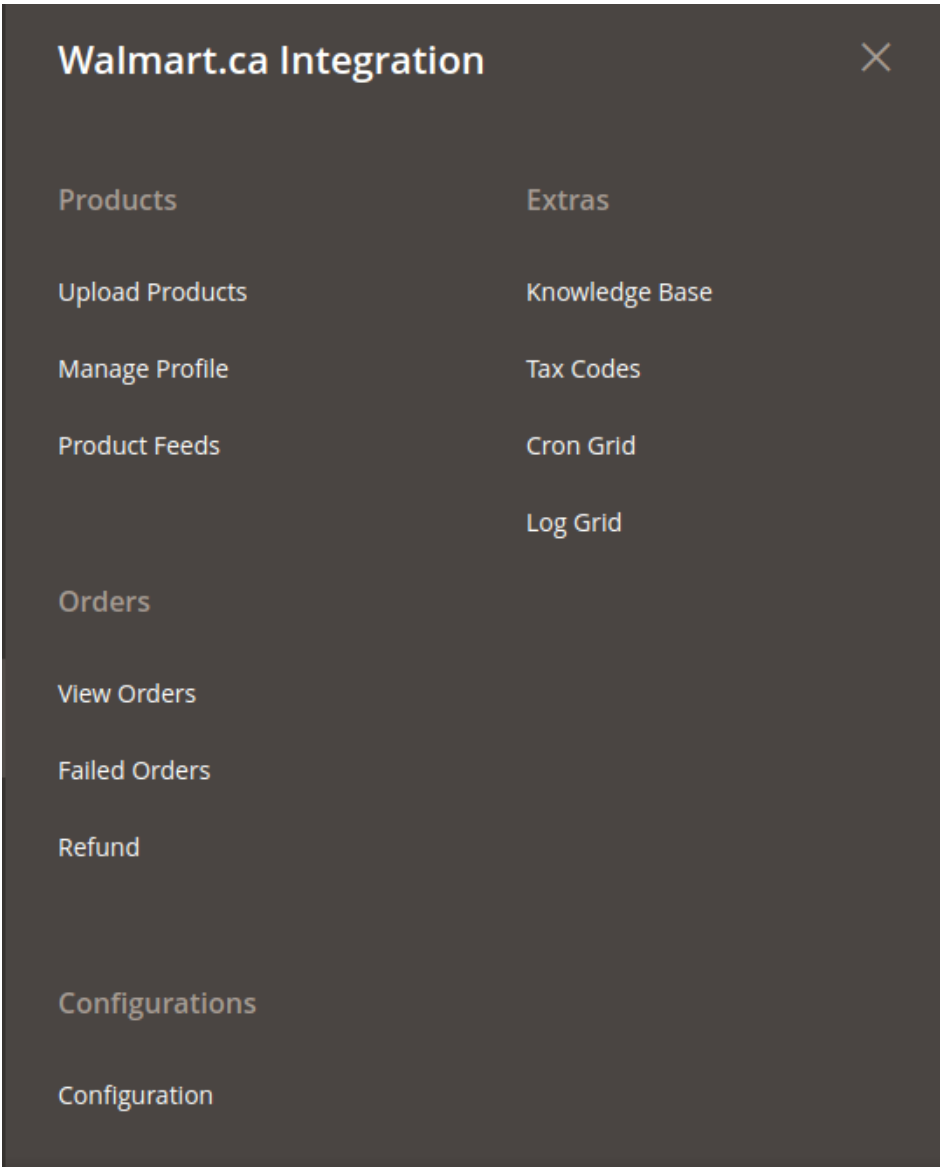 Walmart.ca Integration
Products
Upload Products
Manage Profile
Product Feeds
Orders
View Orders
Failed Orders
Refund
Configurations
Configuration
Extras
Knowledge Base
Tax Codes
Cron Grid
Log Grid